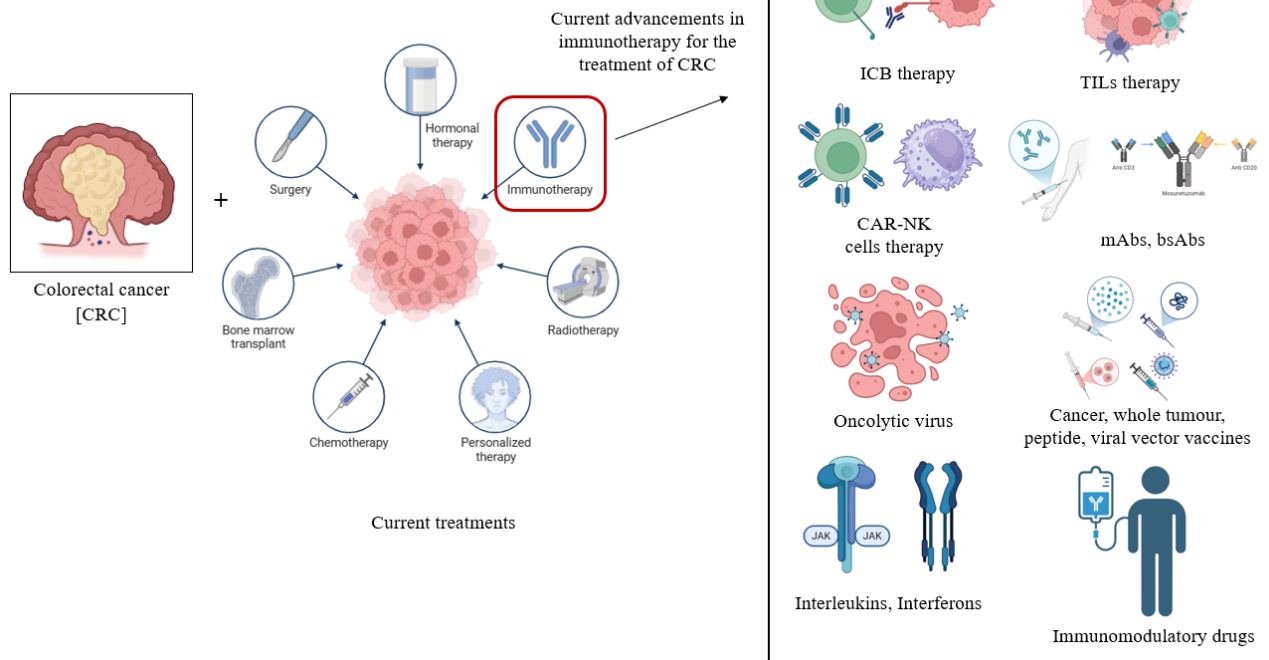 Current advancements in
immunotherapy for the
treatment of CRC
Hormonal
therapy
Surgery
Immunotherapy
+
Colorectal cancer
[CRC]
Bone marrow
transplant
Radiotherapy
Chemotherapy
Personalized
therapy
Current treatments
ICB therapy
TILs therapy
CAR-NK
cells therapy
Anti CD3
Anti CD20
Mosunetuzumab
mAbs, bsAbs
Oncolytic virus
Cancer, whole tumour,
peptide, viral vector vaccines
JAK
JAK
Interleukins, Interferons
Immunomodulatory drugs